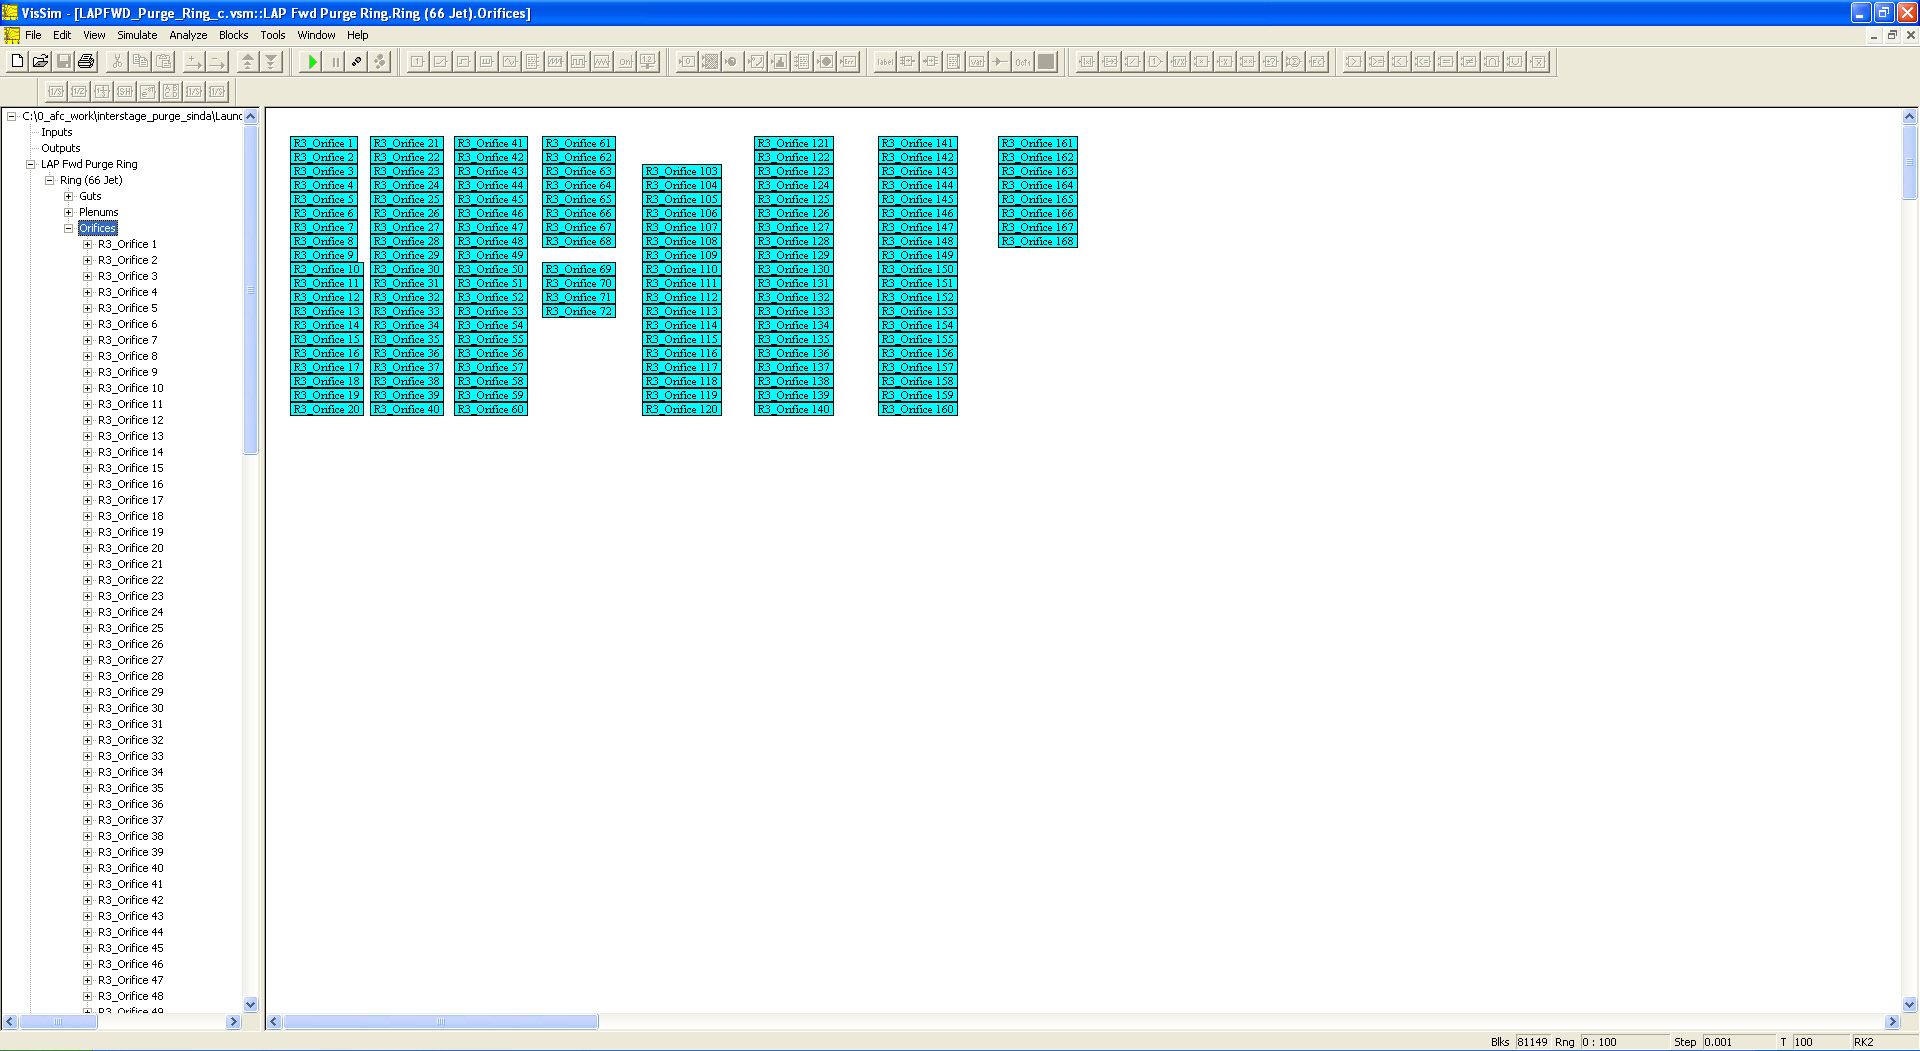 VisSim - [LAPFWD_Purge_Ring_c.vsm::LAP Fwd Purge Ring.Ring (66 Jet).Orifices]
File Edit View Simulate Analyze Blocks Tools Window Help
C:\0_afc_work\interstage_purge_sinda\Launc
Inputs
Outputs
LAP Fwd Purge Ring
Ring (66 Jet)
Guts
Plenums
Orifices
R3_Orifice 1
R3_Orifice 2
R3_Orifice 3
R3_Orifice 4
R3_Orifice 5
R3_Orifice 6
R3_Orifice 7
R3_Orifice 8
R3_Orifice 9
R3_Orifice 10
R3_Orifice 11
R3_Orifice 12
R3_Orifice 13
R3_Orifice 14
R3_Orifice 15
R3_Orifice 16
R3_Orifice 17
R3_Orifice 18
R3_Orifice 19
R3_Orifice 20
R3_Orifice 21
R3_Orifice 22
R3_Orifice 23
R3_Orifice 24
R3_Orifice 25
R3_Orifice 26
R3_Orifice 27
R3_Orifice 28
R3_Orifice 29
R3_Orifice 30
R3_Orifice 31
R3_Orifice 32
R3_Orifice 33
R3_Orifice 34
R3_Orifice 35
R3_Orifice 36
R3_Orifice 37
R3_Orifice 38
R3_Orifice 39
R3_Orifice 40
R3_Orifice 41
R3_Orifice 42
R3_Orifice 43
R3_Orifice 44
R3_Orifice 45
R3_Orifice 46
R3_Orifice 47
R3_Orifice 48
R3_Orifice 49
R3_Orifice 1
R3_Orifice 2
R3_Orifice 3
R3_Orifice 4
R3_Orifice 5
R3_Orifice 6
R3_Orifice 7
R3_Orifice 8
R3_Orifice 9
R3_Orifice 10
R3_Orifice 11
R3_Orifice 12
R3_Orifice 13
R3_Orifice 14
R3_Orifice 15
R3_Orifice 16
R3_Orifice 17
R3_Orifice 18
R3_Orifice 19
R3_Orifice 20
R3_Orifice 21
R3_Orifice 22
R3_Orifice 23
R3_Orifice 24
R3_Orifice 25
R3_Orifice 26
R3_Orifice 27
R3_Orifice 28
R3_Orifice 29
R3_Orifice 30
R3_Orifice 31
R3_Orifice 32
R3_Orifice 33
R3_Orifice 34
R3_Orifice 35
R3_Orifice 36
R3_Orifice 37
R3_Orifice 38
R3_Orifice 39
R3_Orifice 40
R3_Orifice 41
R3_Orifice 42
R3_Orifice 43
R3_Orifice 44
R3_Orifice 45
R3_Orifice 46
R3_Orifice 47
R3_Orifice 48
R3_Orifice 49
R3_Orifice 50
R3_Orifice 51
R3_Orifice 52
R3_Orifice 53
R3_Orifice 54
R3_Orifice 55
R3_Orifice 56
R3_Orifice 57
R3_Orifice 58
R3_Orifice 59
R3_Orifice 60
R3_Orifice 61
R3_Orifice 62
R3_Orifice 63
R3_Orifice 64
R3_Orifice 65
R3_Orifice 66
R3_Orifice 67
R3_Orifice 68
R3_Orifice 69
R3_Orifice 70
R3_Orifice 71
R3_Orifice 72
R3_Orifice 103
R3_Orifice 104
R3_Orifice 105
R3_Orifice 106
R3_Orifice 107
R3_Orifice 108
R3_Orifice 109
R3_Orifice 110
R3_Orifice 111
R3_Orifice 112
R3_Orifice 113
R3_Orifice 114
R3_Orifice 115
R3_Orifice 116
R3_Orifice 117
R3_Orifice 118
R3_Orifice 119
R3_Orifice 120
R3_Orifice 121
R3_Orifice 122
R3_Orifice 123
R3_Orifice 124
R3_Orifice 125
R3_Orifice 126
R3_Orifice 127
R3_Orifice 128
R3_Orifice 129
R3_Orifice 130
R3_Orifice 131
R3_Orifice 132
R3_Orifice 133
R3_Orifice 134
R3_Orifice 135
R3_Orifice 136
R3_Orifice 137
R3_Orifice 138
R3_Orifice 139
R3_Orifice 140
R3_Orifice 141
R3_Orifice 142
R3_Orifice 143
R3_Orifice 144
R3_Orifice 145
R3_Orifice 146
R3_Orifice 147
R3_Orifice 148
R3_Orifice 149
R3_Orifice 150
R3_Orifice 151
R3_Orifice 152
R3_Orifice 153
R3_Orifice 154
R3_Orifice 155
R3_Orifice 156
R3_Orifice 157
R3_Orifice 158
R3_Orifice 159
R3_Orifice 160
R3_Orifice 161
R3_Orifice 162
R3_Orifice 163
R3_Orifice 164
R3_Orifice 165
R3_Orifice 166
R3_Orifice 167
R3_Orifice 168
Blks 81149 Rng 0 : 100 Step 0.001 T 100 RK2